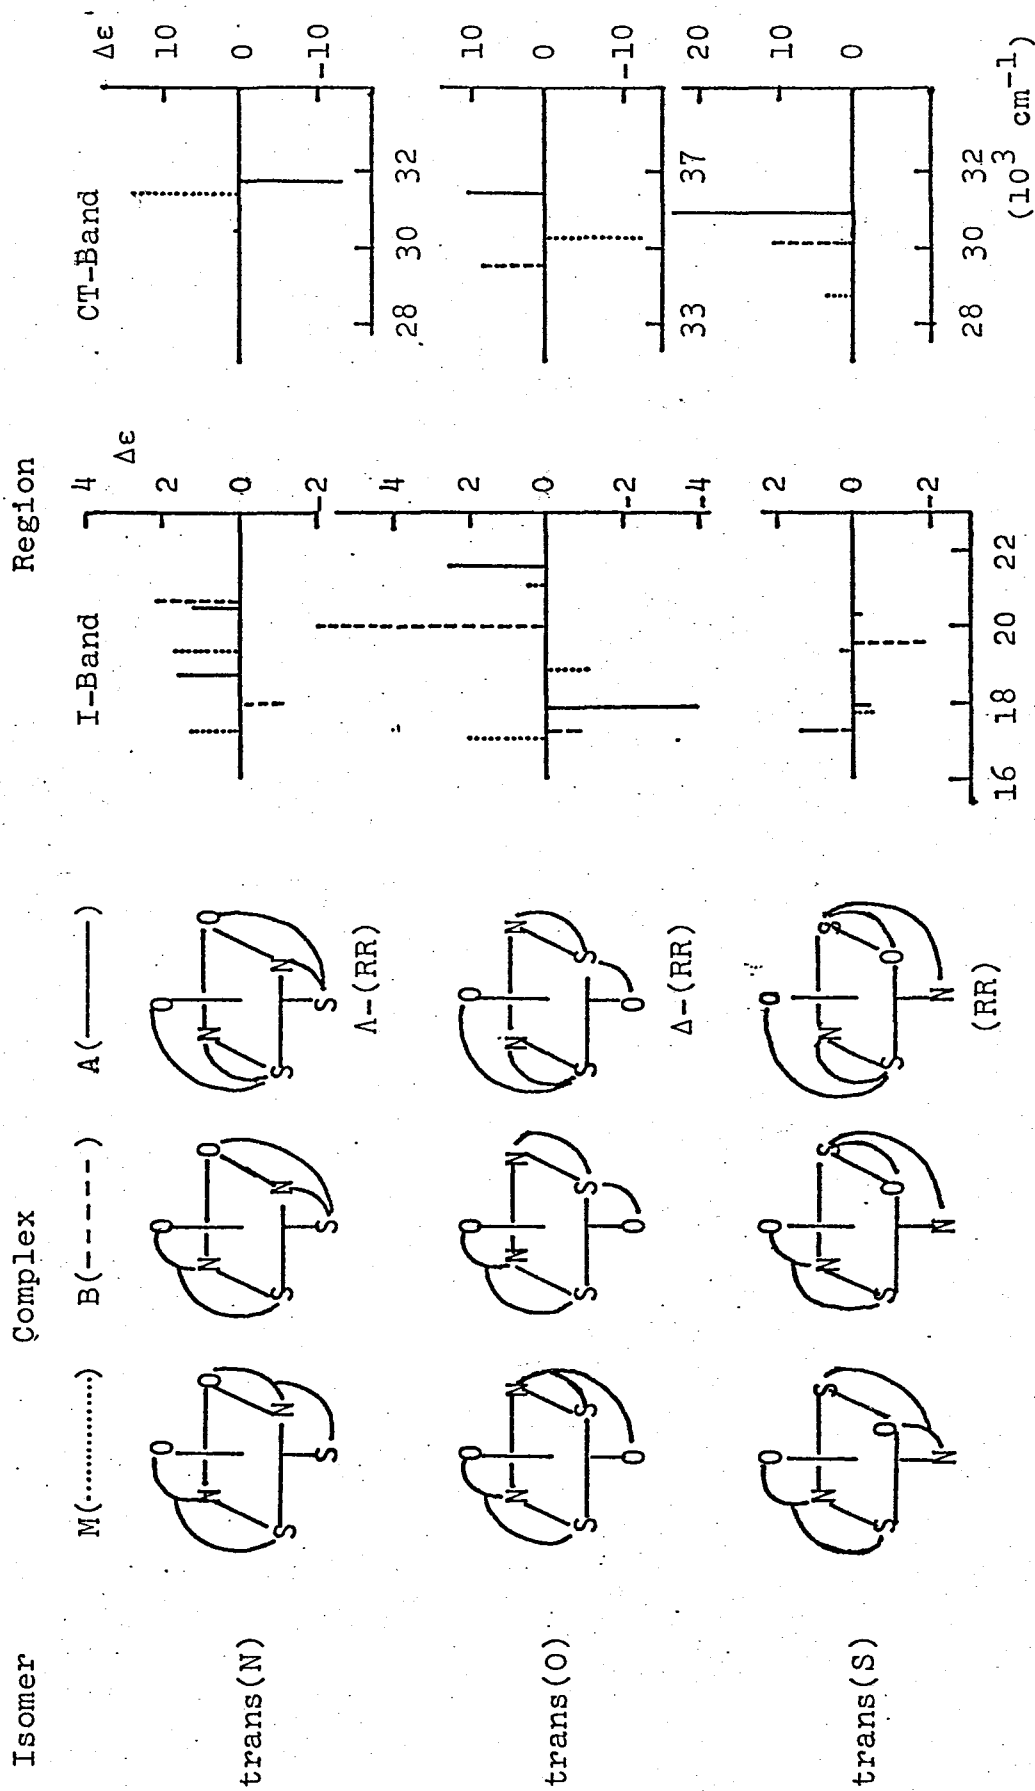 Isomer Complex Region
M(..............) B(-----) A(———) I-Band CT-Band
Δε Δε'
trans(N)
O
N O
S N
S
O
N O
S N
S
O
N O
S N
S
Λ-(RR)
4
2
0
-2
10
0
-10
28 30 32
trans(O)
O
N N
S S
O
O
N N
S S
O
O
N N
S S
O
Δ-(RR)
4
2
0
-2
-4
10
0
-10
33 37
trans(S)
O
N S
S O
N
O
N S
S O
N
O
N S
S O
N
(RR)
2
0
-2
16 18 20 22
20
10
0
28 30 32
(10³ cm⁻¹)